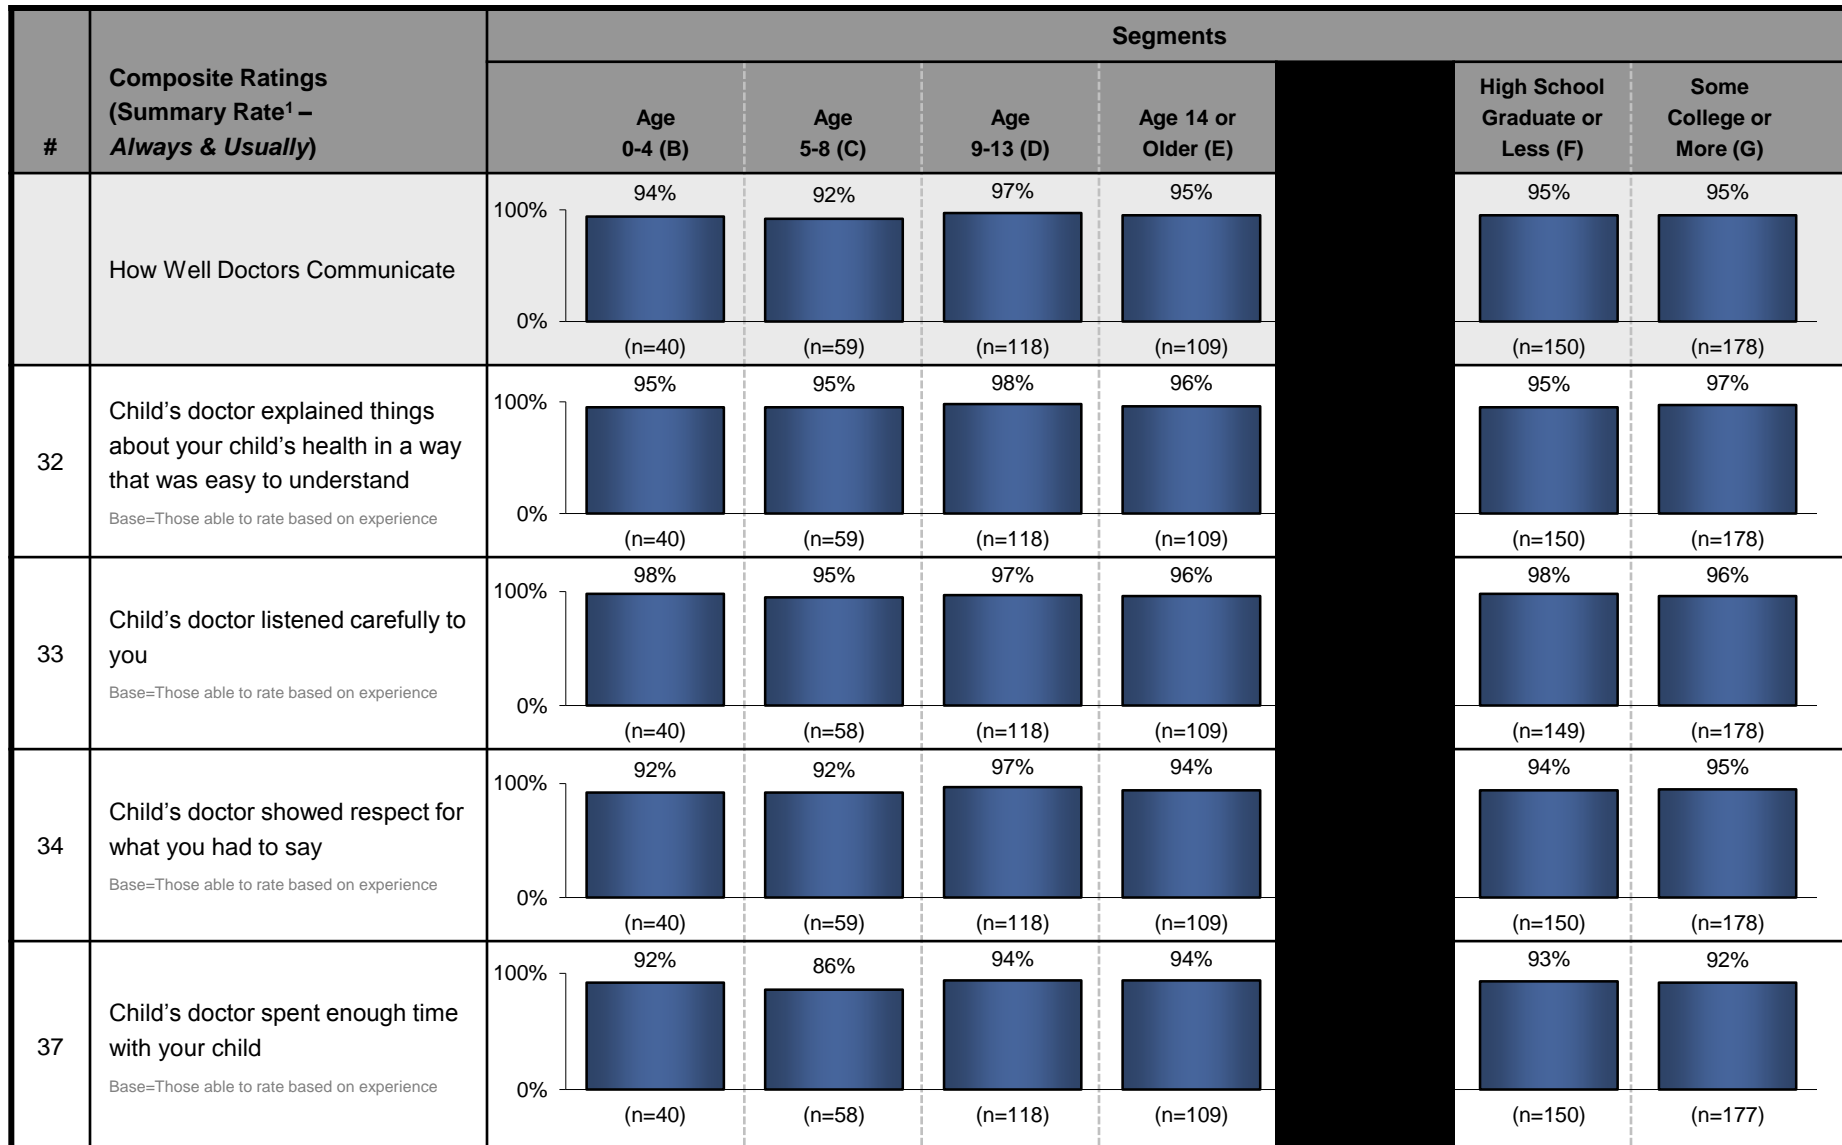 Segments
#
Composite Ratings
(Summary Rate¹ –
Always & Usually)
Age
0-4 (B)
Age
5-8 (C)
Age
9-13 (D)
Age 14 or
Older (E)
High School
Graduate or
Less (F)
Some
College or
More (G)
How Well Doctors Communicate
100%
0%
94% 92% 97% 95% 95% 95%
(n=40) (n=59) (n=118) (n=109) (n=150) (n=178)
32
Child’s doctor explained things
about your child’s health in a way
that was easy to understand
Base=Those able to rate based on experience
100%
0%
95% 95% 98% 96% 95% 97%
(n=40) (n=59) (n=118) (n=109) (n=150) (n=178)
33
Child’s doctor listened carefully to
you
Base=Those able to rate based on experience
100%
0%
98% 95% 97% 96% 98% 96%
(n=40) (n=58) (n=118) (n=109) (n=149) (n=178)
34
Child’s doctor showed respect for
what you had to say
Base=Those able to rate based on experience
100%
0%
92% 92% 97% 94% 94% 95%
(n=40) (n=59) (n=118) (n=109) (n=150) (n=178)
37
Child’s doctor spent enough time
with your child
Base=Those able to rate based on experience
100%
0%
92% 86% 94% 94% 93% 92%
(n=40) (n=58) (n=118) (n=109) (n=150) (n=177)